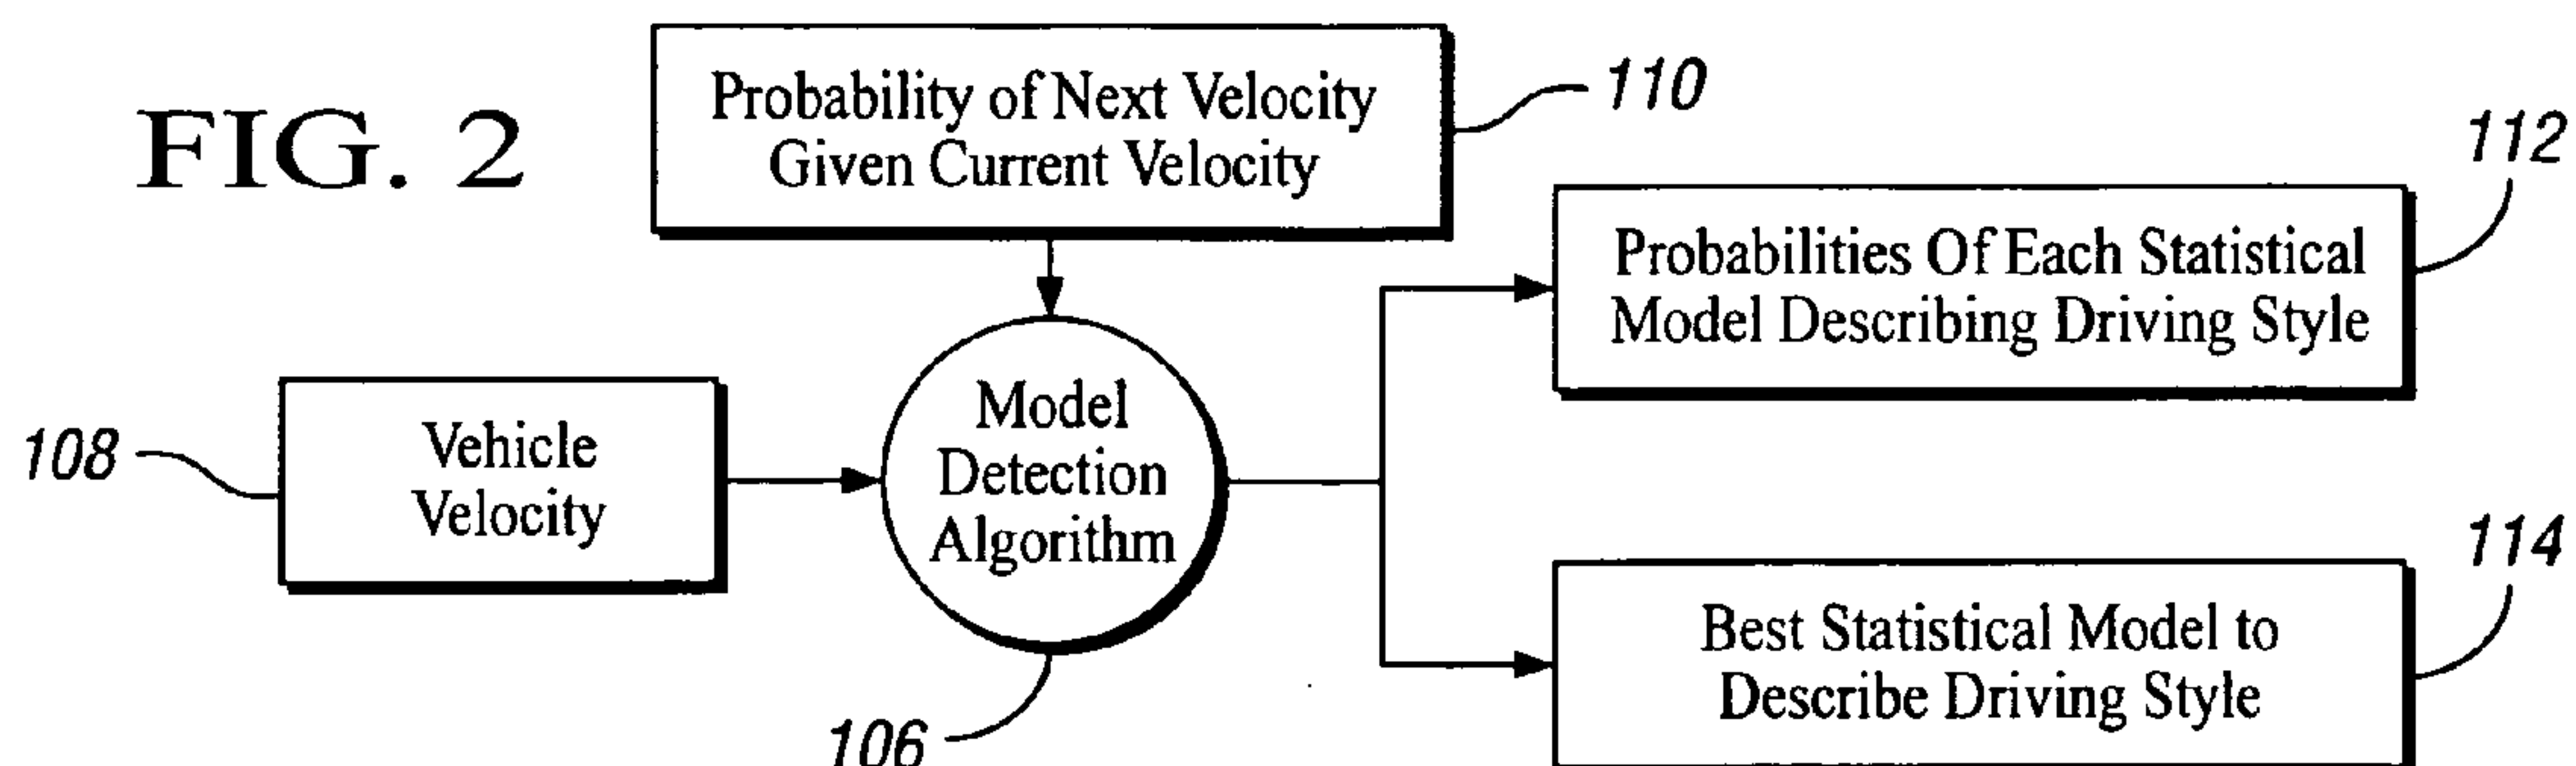 FIG. 2
Probability of Next Velocity
Given Current Velocity
110
112
Probabilities Of Each Statistical
Model Describing Driving Style
108
Vehicle
Velocity
Model
Detection
Algorithm
106
114
Best Statistical Model to
Describe Driving Style